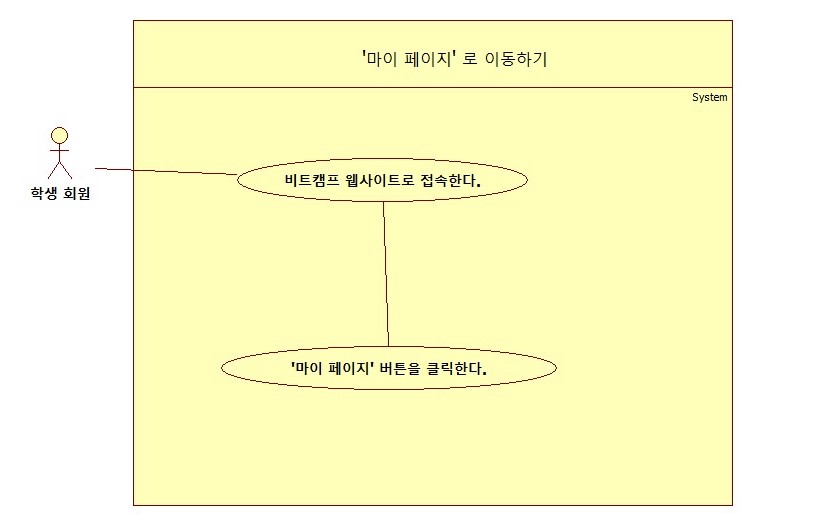 '마이 페이지' 로 이동하기
System
학생 회원
비트캠프 웹사이트로 접속한다.
'마이 페이지' 버튼을 클릭한다.